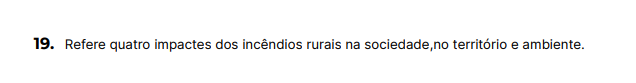 19. Refere quatro impactes dos incêndios rurais na sociedade,no território e ambiente.